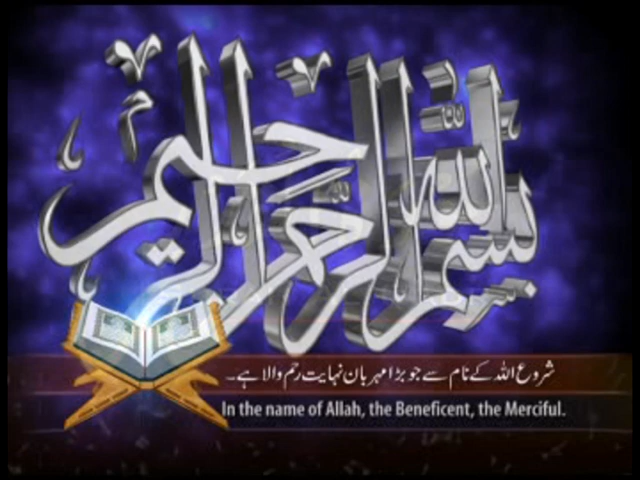 بسم الله الرحمن الرحيم
شروع اللہ کے نام سے جو بڑا مہربان نہایت رحم والا ہے۔
In the name of Allah, the Beneficent, the Merciful.